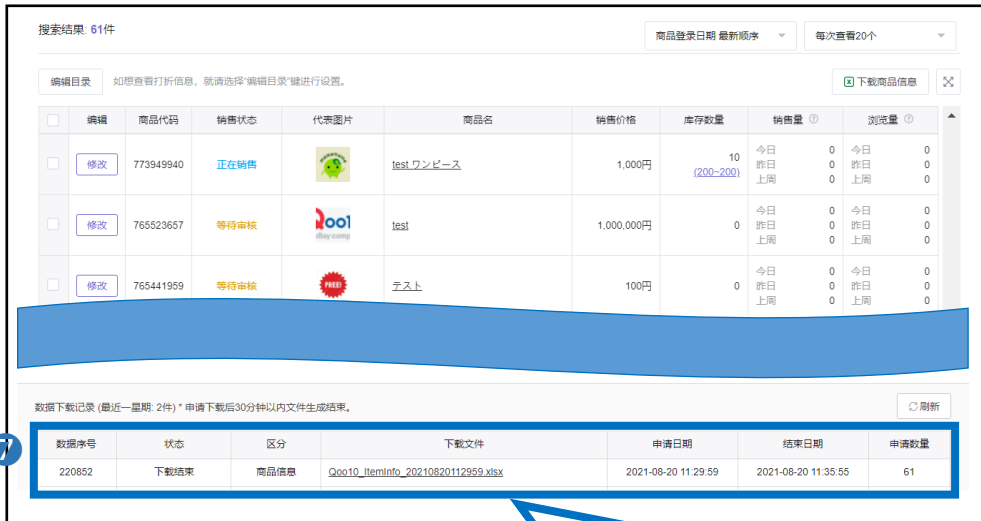 搜索结果: 61件
商品登录日期 最新顺序
每次查看20个
编辑目录 如想查看打折信息，就请选择“编辑目录”键进行设置。
下载商品信息
编辑 商品代码 销售状态 代表图片 商品名 销售价格 库存数量 销售量 ? 浏览量 ?
修改 773949940 正在销售 test ワンピース 1,000円 10 (200~200)
今日 0 今日 0
昨日 0 昨日 0
上周 0 上周 0
修改 765523657 等待审核 Qoo1 eBay comp test 1,000,000円 0
今日 0 今日 0
昨日 0 昨日 0
上周 0 上周 0
修改 765441959 等待审核 FREE! テスト 100円 0
今日 0 今日 0
昨日 0 昨日 0
上周 0 上周 0
数据下载记录 (最近一星期: 2件) * 申请下载后30分钟以内文件生成结束。
刷新
7
数据序号 状态 区分 下载文件 申请日期 结束日期 申请数量
220852 下载结束 商品信息 Qoo10_ItemInfo_20210820112959.xlsx 2021-08-20 11:29:59 2021-08-20 11:35:55 61